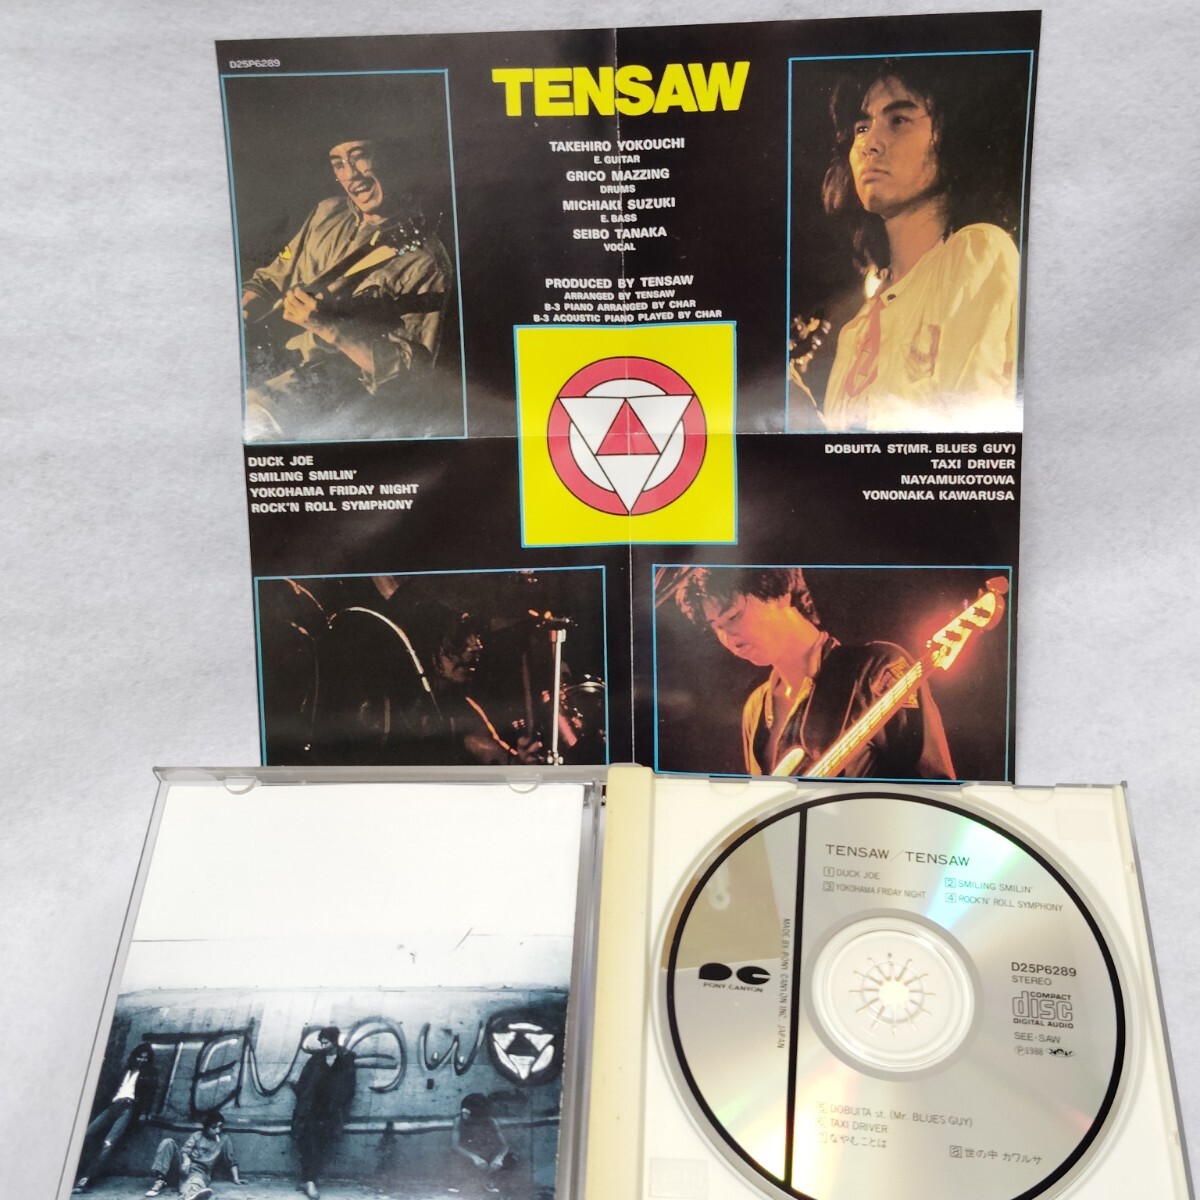 D25P6289
TENSAW
TAKEHIRO YOKOUCHI
E. GUITAR
GRICO MAZZING
DRUMS
MICHIAKI SUZUKI
E. BASS
SEIBO TANAKA
VOCAL
PRODUCED BY TENSAW
ARRANGED BY TENSAW
B-3 PIANO ARRANGED BY CHAR
B-3 ACOUSTIC PIANO PLAYED BY CHAR
DUCK JOE
SMILING SMILIN'
YOKOHAMA FRIDAY NIGHT
ROCK'N ROLL SYMPHONY
DOBUITA ST(MR. BLUES GUY)
TAXI DRIVER
NAYAMUKOTOWA
YONONAKA KAWARUSA
TENSAW
TENSAW/TENSAW
1 DUCK JOE
2 SMILING SMILIN'
3 YOKOHAMA FRIDAY NIGHT
4 ROCK'N' ROLL SYMPHONY
PONY CANYON
MADE BY PONY CANYON INC. JAPAN
D25P6289
STEREO
COMPACT
disc
DIGITAL AUDIO
SEE·SAW
Ⓟ1988
5 DOBUITA st. (Mr. BLUES GUY)
6 TAXI DRIVER
7 なやむことは
8 世の中 カワルサ